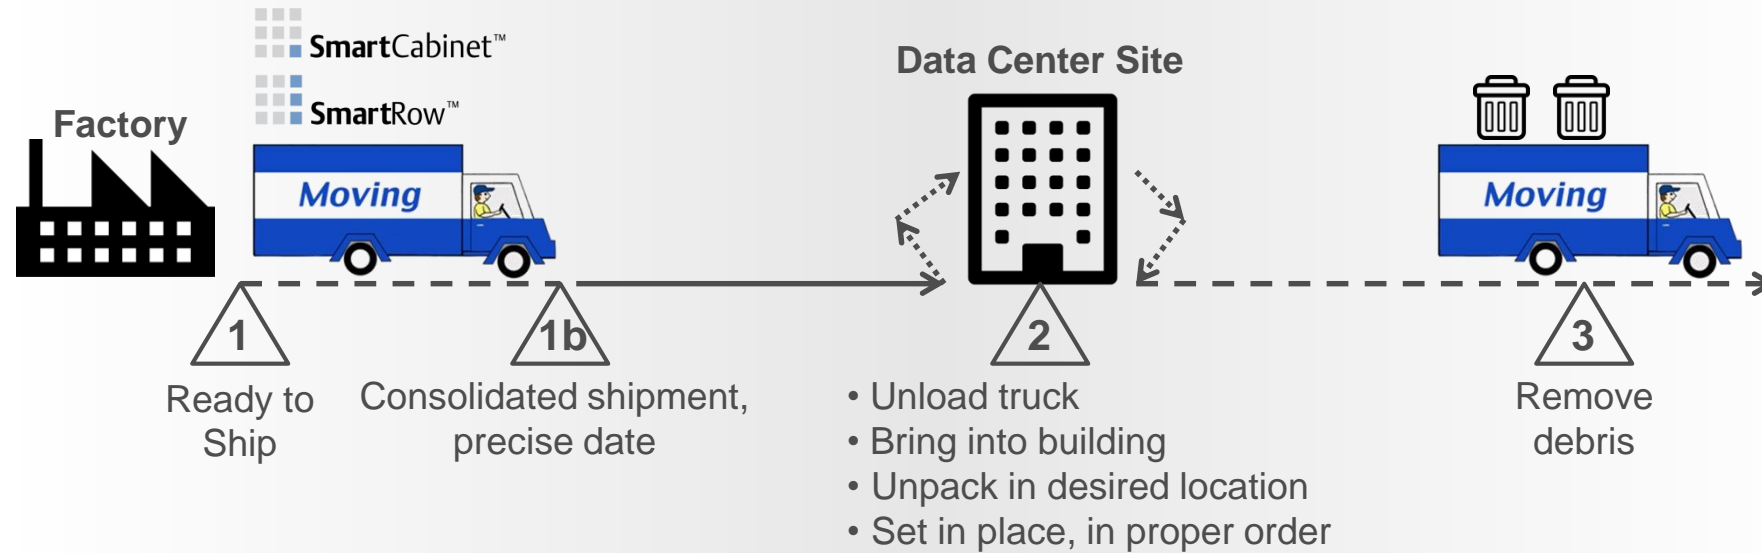 SmartCabinet™
SmartRow™
Factory
Moving
Data Center Site
Moving
1
Ready to
Ship
1b
Consolidated shipment,
precise date
2
• Unload truck
• Bring into building
• Unpack in desired location
• Set in place, in proper order
3
Remove
debris